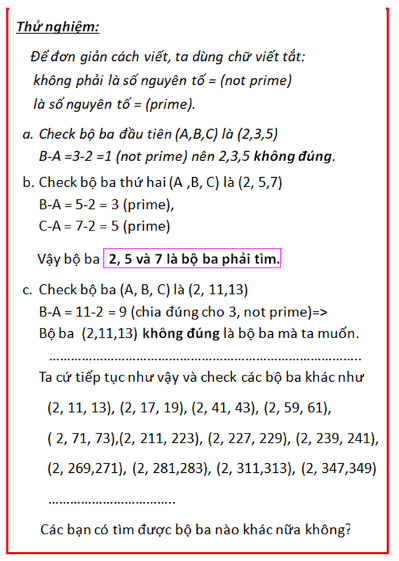 Thử nghiệm:
Để đơn giản cách viết, ta dùng chữ viết tắt:
không phải là số nguyên tố = (not prime)
là số nguyên tố = (prime).
a. Check bộ ba đầu tiên (A,B,C) là (2,3,5)
B-A =3-2 =1 (not prime) nên 2,3,5 không đúng.
b. Check bộ ba thứ hai (A ,B, C) là (2, 5,7)
B-A = 5-2 = 3 (prime),
C-A = 7-2 = 5 (prime)
Vậy bộ ba 2, 5 và 7 là bộ ba phải tìm.
c. Check bộ ba (A, B, C) là (2, 11,13)
B-A = 11-2 = 9 (chia đúng cho 3, not prime)=>
Bộ ba (2,11,13) không đúng là bộ ba mà ta muốn.
………………………………………………………………………..
Ta cứ tiếp tục như vậy và check các bộ ba khác như
(2, 11, 13), (2, 17, 19), (2, 41, 43), (2, 59, 61),
( 2, 71, 73),(2, 211, 223), (2, 227, 229), (2, 239, 241),
(2, 269,271), (2, 281,283), (2, 311,313), (2, 347,349)
……………………………..
Các bạn có tìm được bộ ba nào khác nữa không?